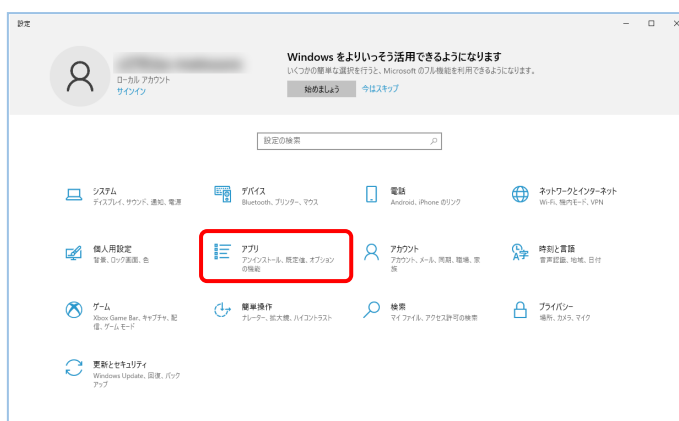 設定
Windows をよりいっそう活用できるようになります
いくつかの簡単な選択を行うと、Microsoft のフル機能を利用できるようになります。
ローカル アカウント
サインイン
始めましょう
今はスキップ
設定の検索
システム
ディスプレイ、サウンド、通知、電源
デバイス
Bluetooth、プリンター、マウス
電話
Android、iPhone のリンク
ネットワークとインターネット
Wi-Fi、機内モード、VPN
個人用設定
背景、ロック画面、色
アプリ
アンインストール、既定値、オプション
の機能
アカウント
アカウント、メール、同期、職場、家
族
時刻と言語
音声認識、地域、日付
ゲーム
Xbox Game Bar、キャプチャ、配
信、ゲーム モード
簡単操作
ナレーター、拡大鏡、ハイコントラスト
検索
マイ ファイル、アクセス許可の検索
プライバシー
場所、カメラ、マイク
更新とセキュリティ
Windows Update、回復、バック
アップ